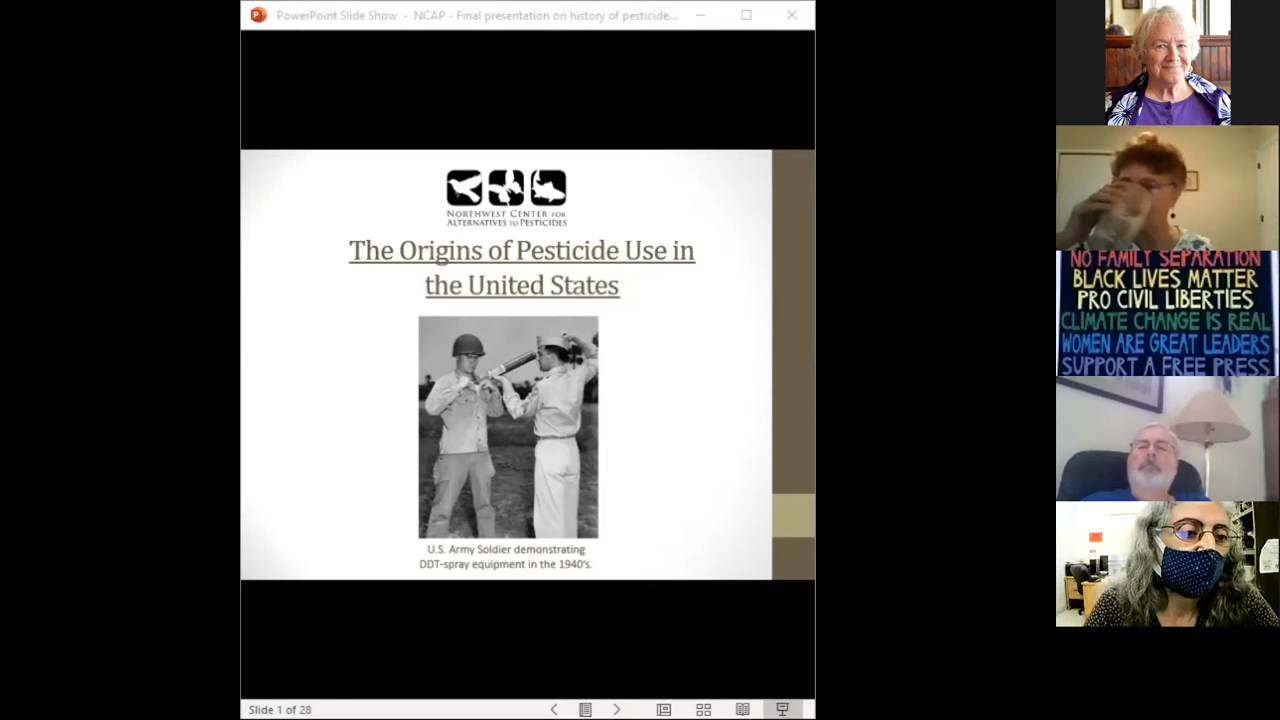 PowerPoint Slide Show - NCAP - Final presentation on history of pesticide...
NORTHWEST CENTER FOR
ALTERNATIVES TO PESTICIDES
The Origins of Pesticide Use in
the United States
U.S. Army Soldier demonstrating
DDT-spray equipment in the 1940's.
Slide 1 of 28
NO FAMILY SEPARATION
BLACK LIVES MATTER
PRO CIVIL LIBERTIES
CLIMATE CHANGE IS REAL
WOMEN ARE GREAT LEADERS
SUPPORT A FREE PRESS